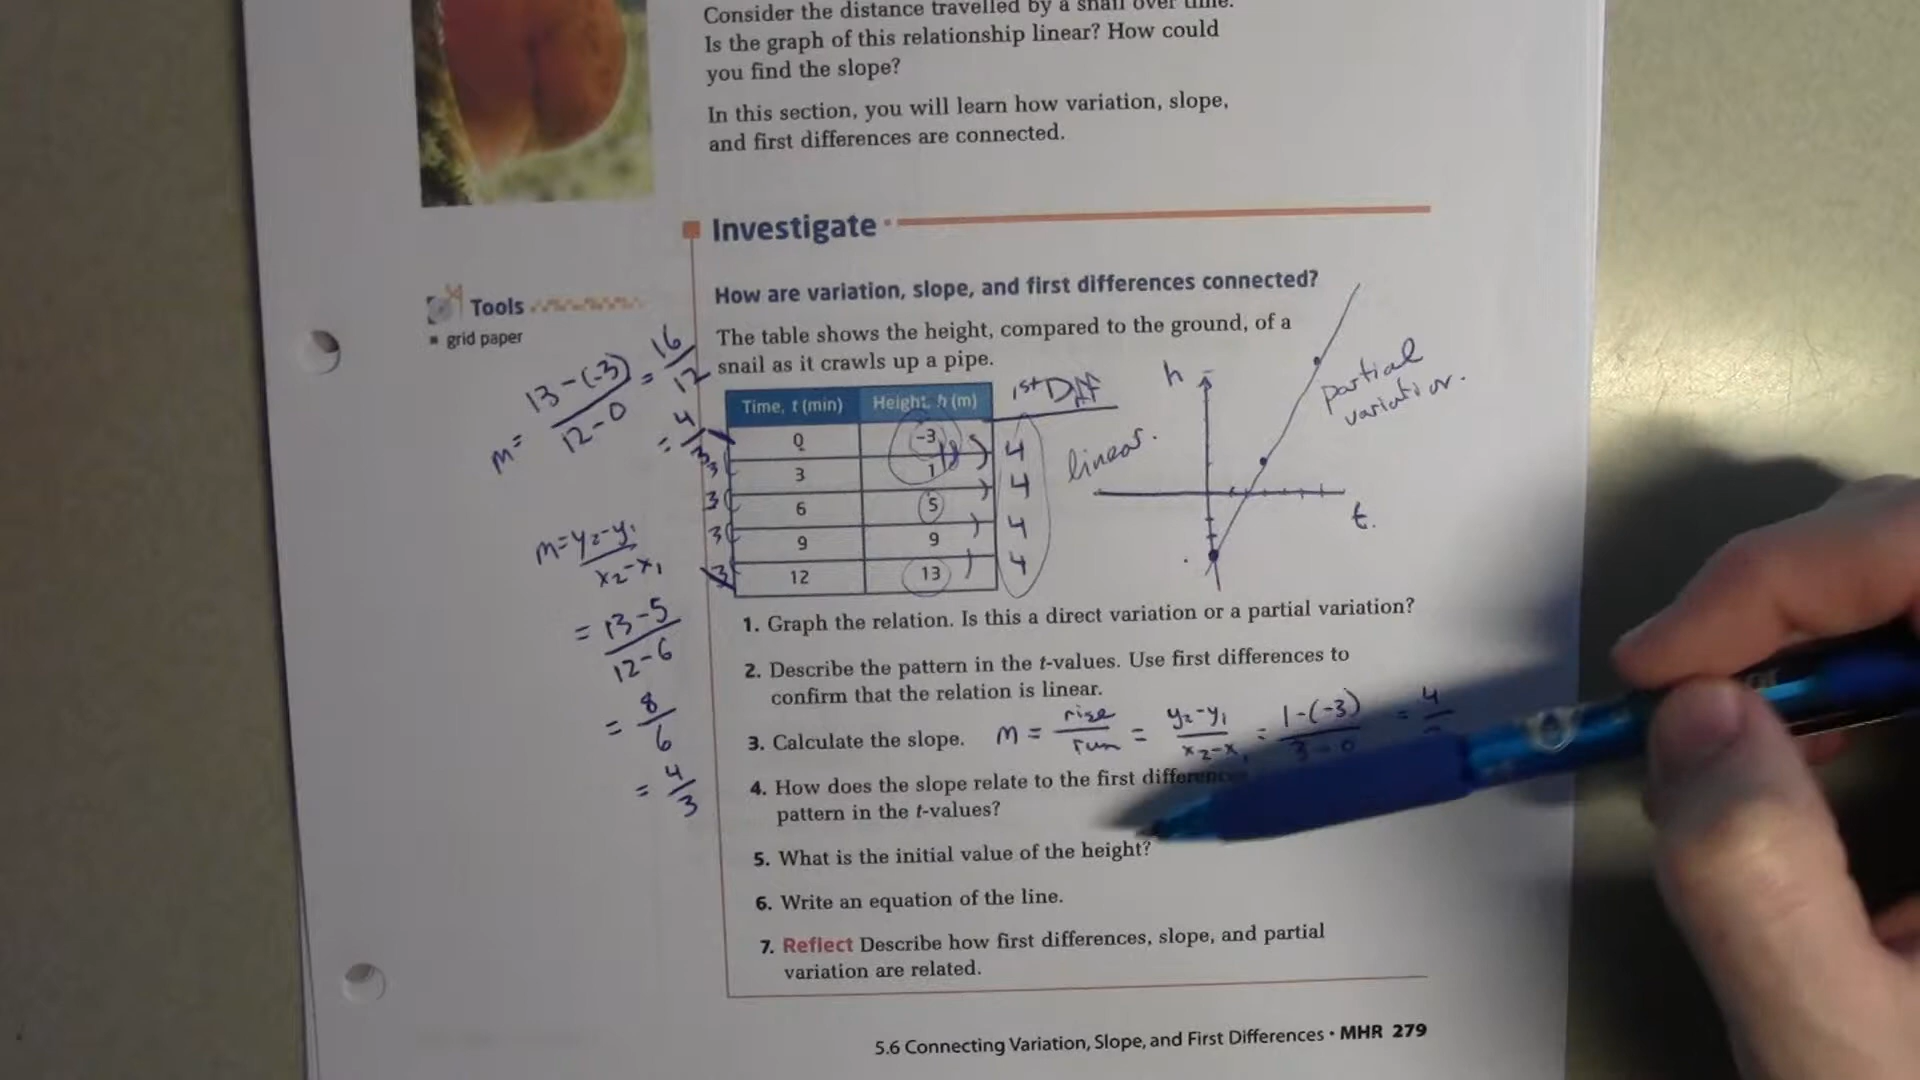 Consider the distance travelled by a snail over time.
Is the graph of this relationship linear? How could
you find the slope?
In this section, you will learn how variation, slope,
and first differences are connected.
Investigate
Tools
▪ grid paper
How are variation, slope, and first differences connected?
The table shows the height, compared to the ground, of a
snail as it crawls up a pipe.
1st Diff
Time, t (min) Height, h (m)
0 -3
3 1
6 5
9 9
12 13
4
4
4
4
3
3
3
3
linear.
h
t.
partial
variation.
m= 13-(-3) / 12-0 = 16/12
= 4/3
m= y2-y1 / x2-x1
= 13-5 / 12-6
= 8/6
= 4/3
1. Graph the relation. Is this a direct variation or a partial variation?
2. Describe the pattern in the t-values. Use first differences to
confirm that the relation is linear.
3. Calculate the slope. m = rise/run = y2-y1 / x2-x1 = 1-(-3) / 3-0 = 4
4. How does the slope relate to the first
pattern in the t-values?
5. What is the initial value of the height?
6. Write an equation of the line.
7. Reflect Describe how first differences, slope, and partial
variation are related.
5.6 Connecting Variation, Slope, and First Differences • MHR 279